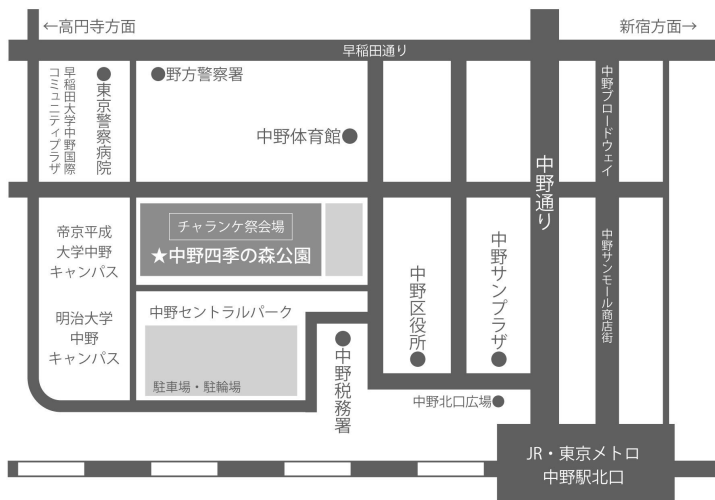 ←高円寺方面
新宿方面→
早稲田通り
早稲田大学中野国際
コミュニティプラザ
●東京警察病院
●野方警察署
中野体育館●
中野通り
中野ブロードウェイ
チャランケ祭会場
★中野四季の森公園
帝京平成
大学中野
キャンパス
中野区役所●
中野サンプラザ●
中野サンモール商店街
中野セントラルパーク
明治大学
中野
キャンパス
●中野税務署
駐車場・駐輪場
中野北口広場●
JR・東京メトロ
中野駅北口